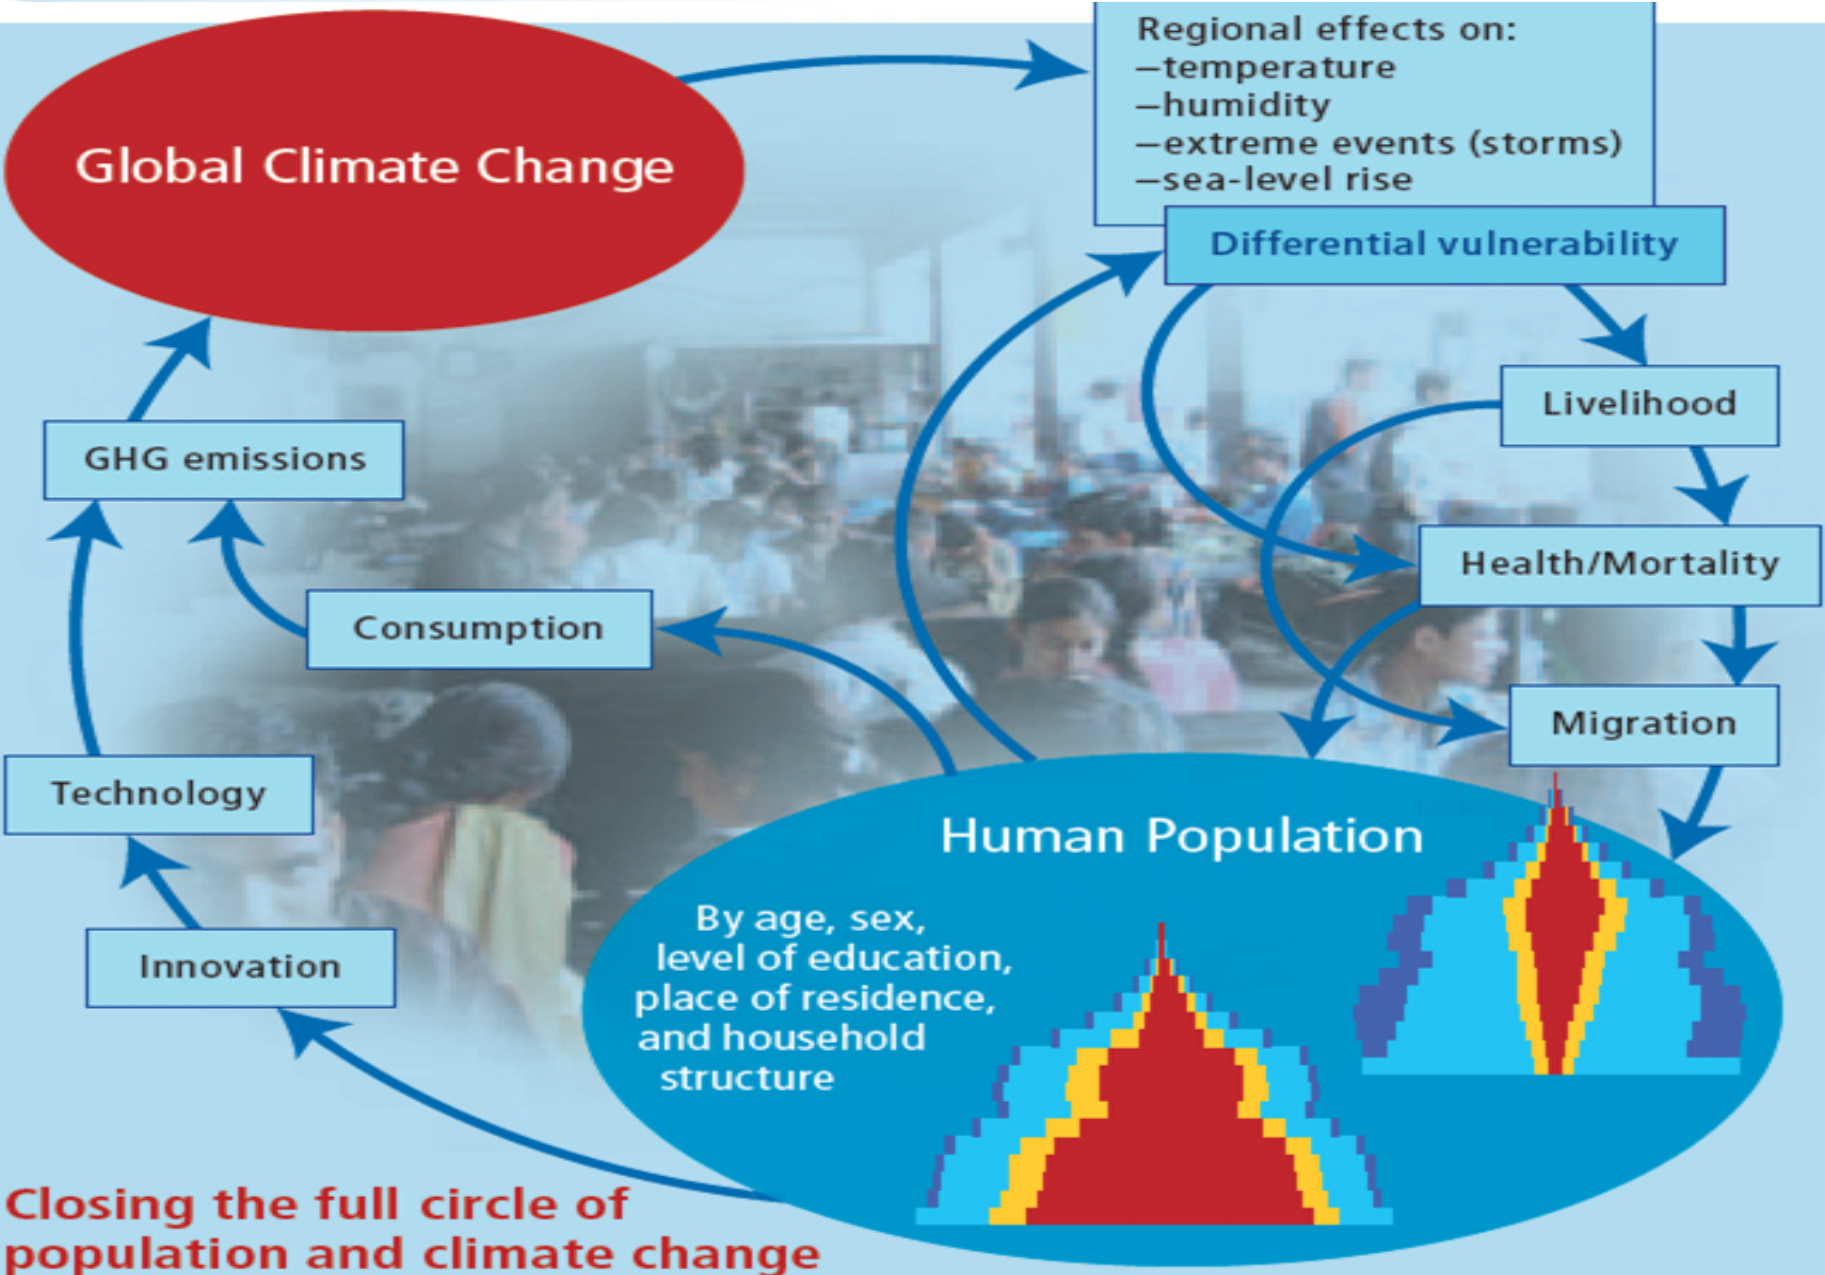 Global Climate Change
Regional effects on:
–temperature
–humidity
–extreme events (storms)
–sea-level rise
Differential vulnerability
Livelihood
GHG emissions
Health/Mortality
Consumption
Migration
Technology
Human Population
By age, sex,
level of education,
place of residence,
and household
structure
Innovation
Closing the full circle of
population and climate change